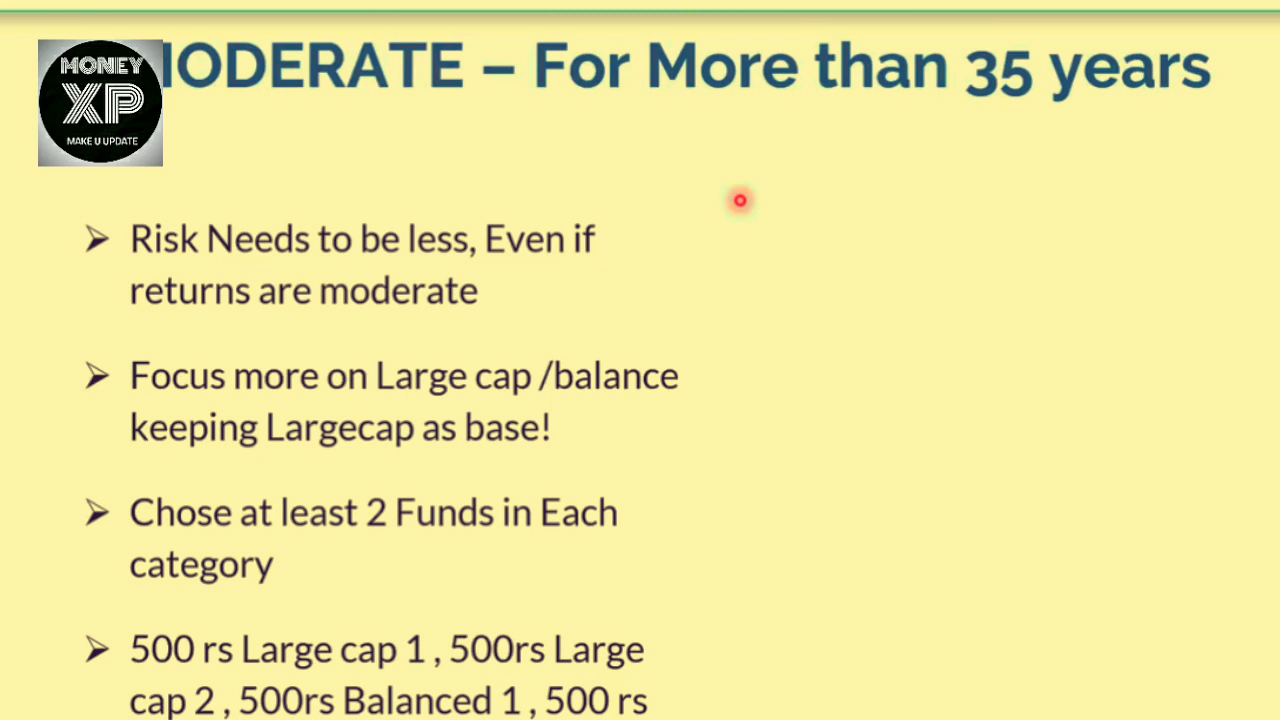 MONEY
XP
MAKE U UPDATE
MODERATE – For More than 35 years
Risk Needs to be less, Even if
returns are moderate
Focus more on Large cap /balance
keeping Largecap as base!
Chose at least 2 Funds in Each
category
500 rs Large cap 1 , 500rs Large
cap 2 , 500rs Balanced 1 , 500 rs